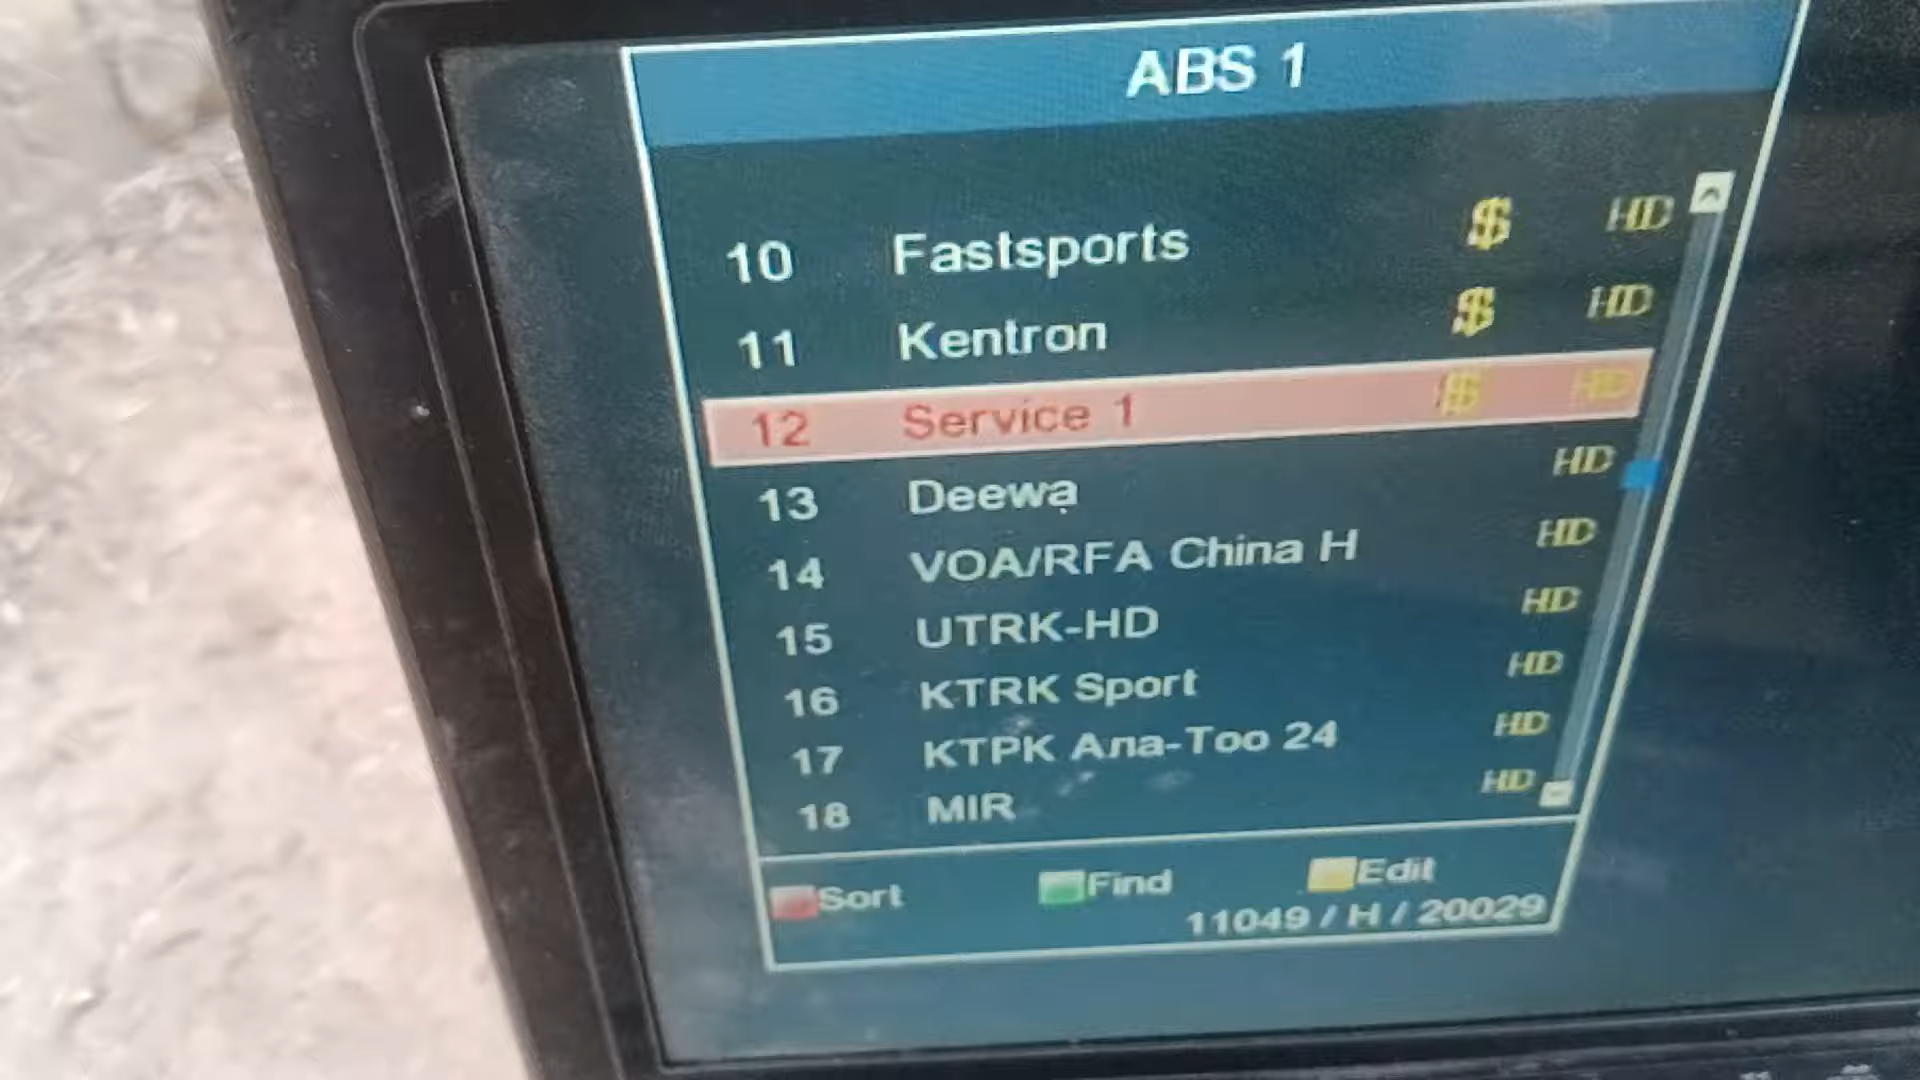 ABS 1
10 Fastsports $ HD
11 Kentron $ HD
12 Service 1 $ HD
13 Deewa HD
14 VOA/RFA China H HD
15 UTRK-HD HD
16 KTRK Sport HD
17 КТРК Ала-Тоо 24 HD
18 MIR HD
Sort Find Edit
11049 / H / 20029